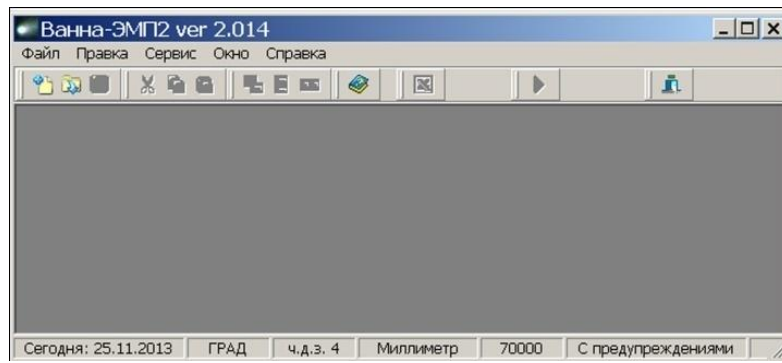 Ванна-ЭМП2 ver 2.014
Файл Правка Сервис Окно Справка
Сегодня: 25.11.2013 ГРАД ч.д.з. 4 Миллиметр 70000 С предупреждениями